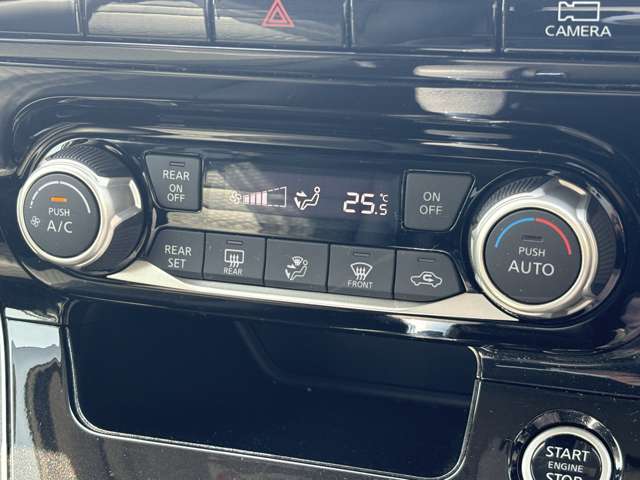 CAMERA
REAR
ON
OFF
25.5 °C
ON
OFF
PUSH
A/C
PUSH
AUTO
REAR
SET
REAR
FRONT
START
ENGINE
STOP